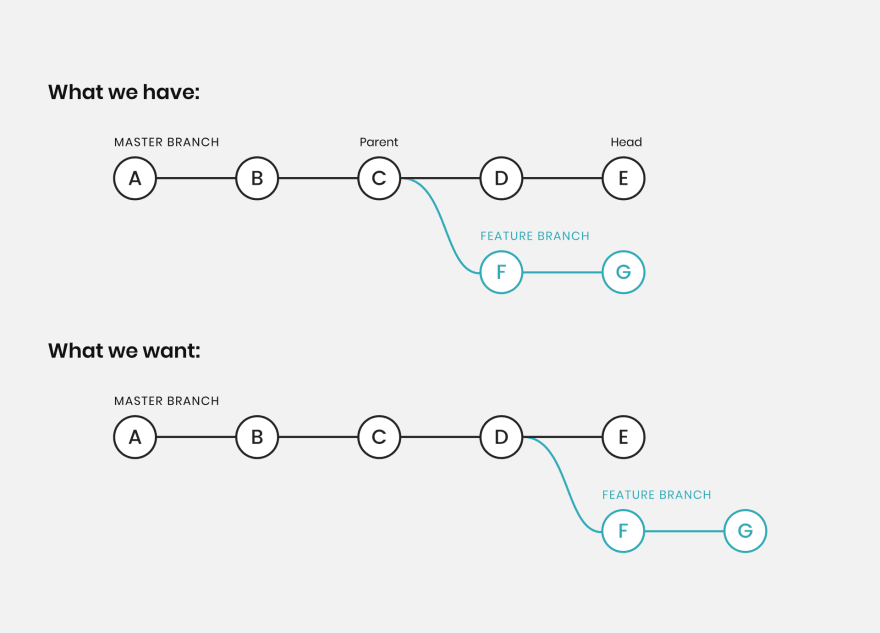 What we have:
MASTER BRANCH
Parent
Head
A
B
C
D
E
FEATURE BRANCH
F
G
What we want:
MASTER BRANCH
A
B
C
D
E
FEATURE BRANCH
F
G